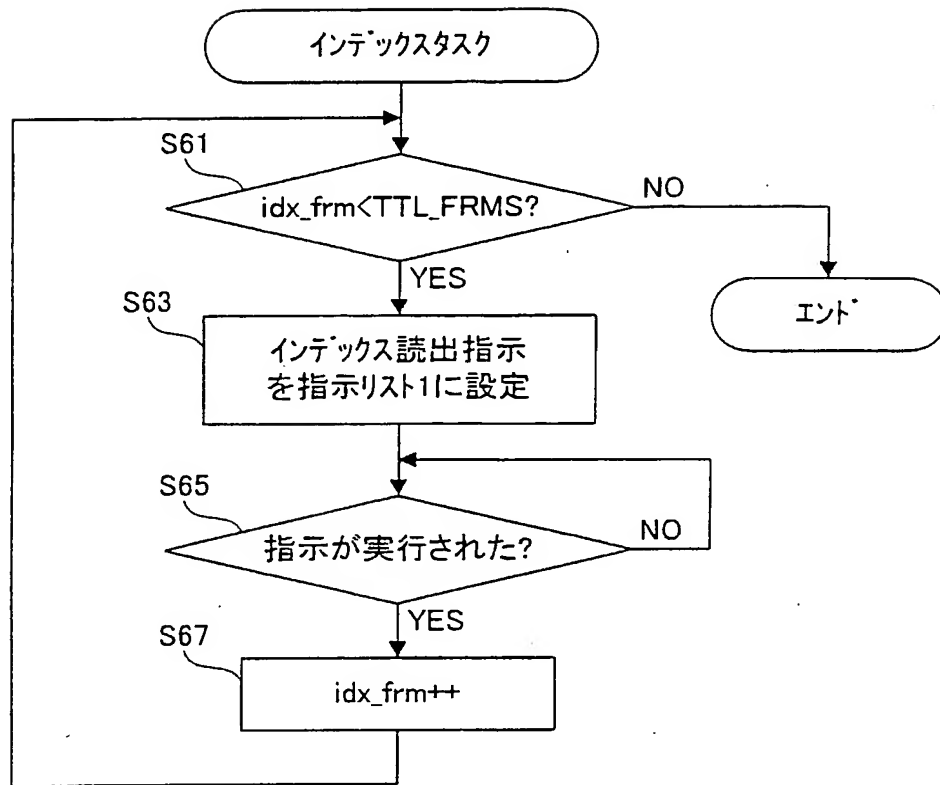 インデックスタスク
S61
idx_frm<TTL_FRMS?
NO
YES
エンド
S63
インデックス読出指示
を指示リスト1に設定
S65
指示が実行された?
NO
YES
S67
idx_frm++